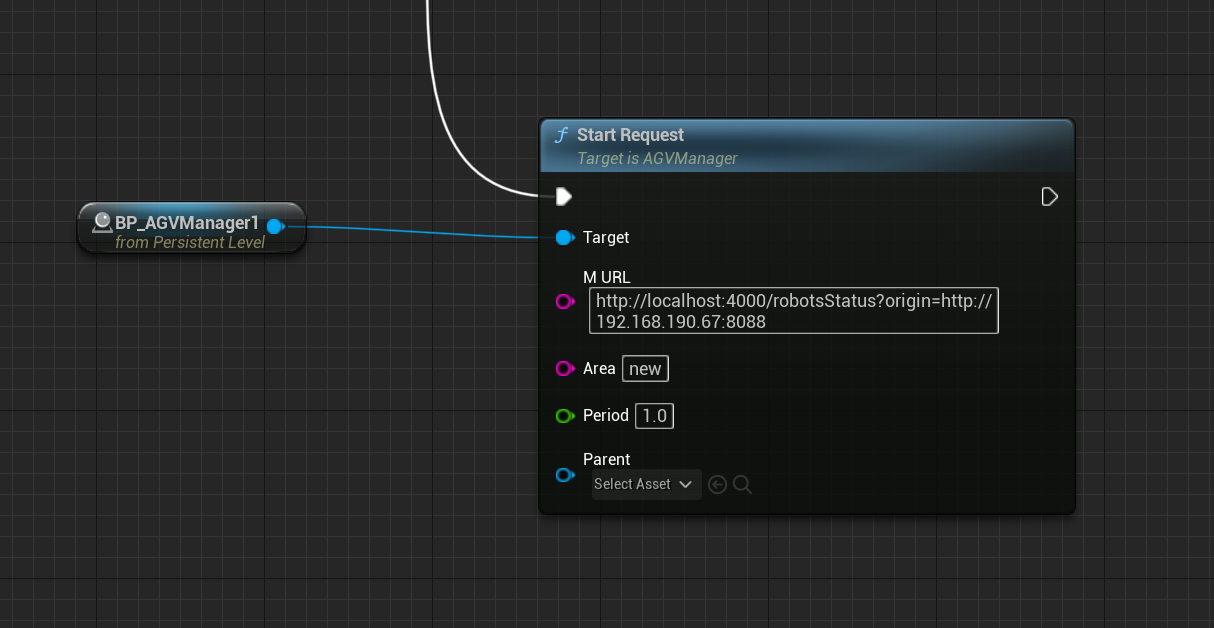 Start Request
Target is AGVManager
BP_AGVManager1
from Persistent Level
Target
M URL
http://localhost:4000/robotsStatus?origin=http://
192.168.190.67:8088
Area new
Period 1.0
Parent
Select Asset